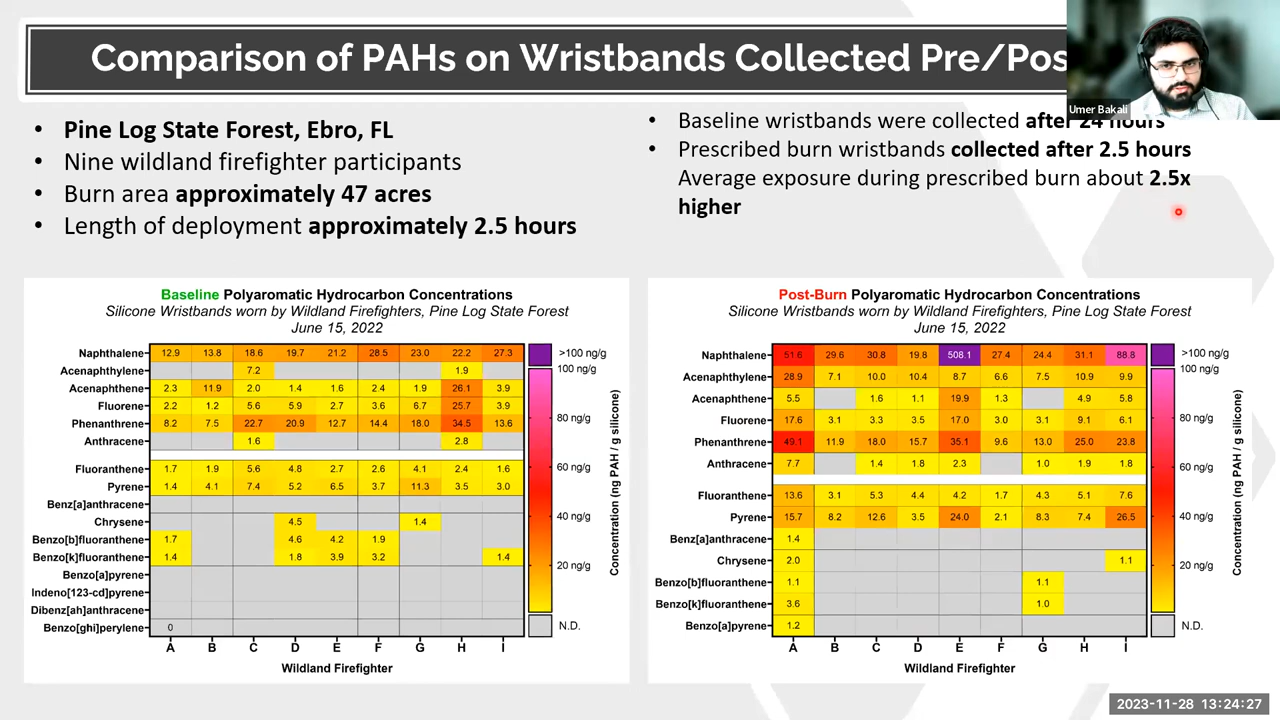 Comparison of PAHs on Wristbands Collected Pre/Pos
Umer Bakali
• Pine Log State Forest, Ebro, FL
• Nine wildland firefighter participants
• Burn area approximately 47 acres
• Length of deployment approximately 2.5 hours
• Baseline wristbands were collected after 24 hours
• Prescribed burn wristbands collected after 2.5 hours
Average exposure during prescribed burn about 2.5x
higher
Baseline Polyaromatic Hydrocarbon Concentrations
Silicone Wristbands worn by Wildland Firefighters, Pine Log State Forest
June 15, 2022
Naphthalene 12.9 13.8 18.6 19.7 21.2 28.5 23.0 22.2 27.3
Acenaphthylene 7.2 1.9
Acenaphthene 2.3 11.9 2.0 1.4 1.6 2.4 1.9 26.1 3.9
Fluorene 2.2 1.2 5.6 5.9 2.7 3.6 6.7 25.7 3.9
Phenanthrene 8.2 7.5 22.7 20.9 12.7 14.4 18.0 34.5 13.6
Anthracene 1.6 2.8
Fluoranthene 1.7 1.9 5.6 4.8 2.7 2.6 4.1 2.4 1.6
Pyrene 1.4 4.1 7.4 5.2 6.5 3.7 11.3 3.5 3.0
Benz[a]anthracene
Chrysene 4.5 1.4
Benzo[b]fluoranthene 1.7 4.6 4.2 1.9
Benzo[k]fluoranthene 1.4 1.8 3.9 3.2 1.4
Benzo[a]pyrene
Indeno[123-cd]pyrene
Dibenz[ah]anthracene
Benzo[ghi]perylene 0
A B C D E F G H I
Wildland Firefighter
>100 ng/g
100 ng/g
80 ng/g
60 ng/g
40 ng/g
20 ng/g
N.D.
Concentration (ng PAH / g silicone)
Post-Burn Polyaromatic Hydrocarbon Concentrations
Silicone Wristbands worn by Wildland Firefighters, Pine Log State Forest
June 15, 2022
Naphthalene 51.6 29.6 30.8 19.8 508.1 27.4 24.4 31.1 88.8
Acenaphthylene 28.9 7.1 10.0 10.4 8.7 6.6 7.5 10.9 9.9
Acenaphthene 5.5 1.6 1.1 19.9 1.3 4.9 5.8
Fluorene 17.6 3.1 3.3 3.5 17.0 3.0 3.1 9.1 6.1
Phenanthrene 49.1 11.9 18.0 15.7 35.1 9.6 13.0 25.0 23.8
Anthracene 7.7 1.4 1.8 2.3 1.0 1.9 1.8
Fluoranthene 13.6 3.1 5.3 4.4 4.2 1.7 4.3 5.1 7.6
Pyrene 15.7 8.2 12.6 3.5 24.0 2.1 8.3 7.4 26.5
Benz[a]anthracene 1.4
Chrysene 2.0 1.1
Benzo[b]fluoranthene 1.1 1.1
Benzo[k]fluoranthene 3.6 1.0
Benzo[a]pyrene 1.2
A B C D E F G H I
Wildland Firefighter
>100 ng/g
100 ng/g
80 ng/g
60 ng/g
40 ng/g
20 ng/g
N.D.
Concentration (ng PAH / g silicone)
2023-11-28 13:24:27